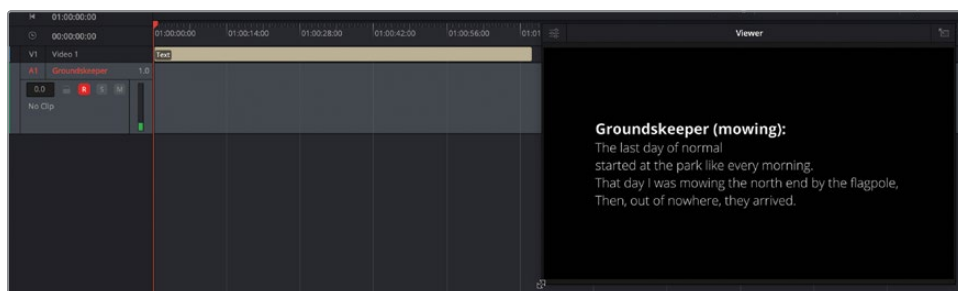 01:00:00:00
00:00:00:00
01:00:00:00 01:00:14:00 01:00:28:00 01:00:42:00 01:00:56:00 01:01
V1 Video 1
Text
A1 Groundskeeper 1.0
0.0 R S M
No Clip
Viewer
Groundskeeper (mowing):
The last day of normal
started at the park like every morning.
That day I was mowing the north end by the flagpole,
Then, out of nowhere, they arrived.